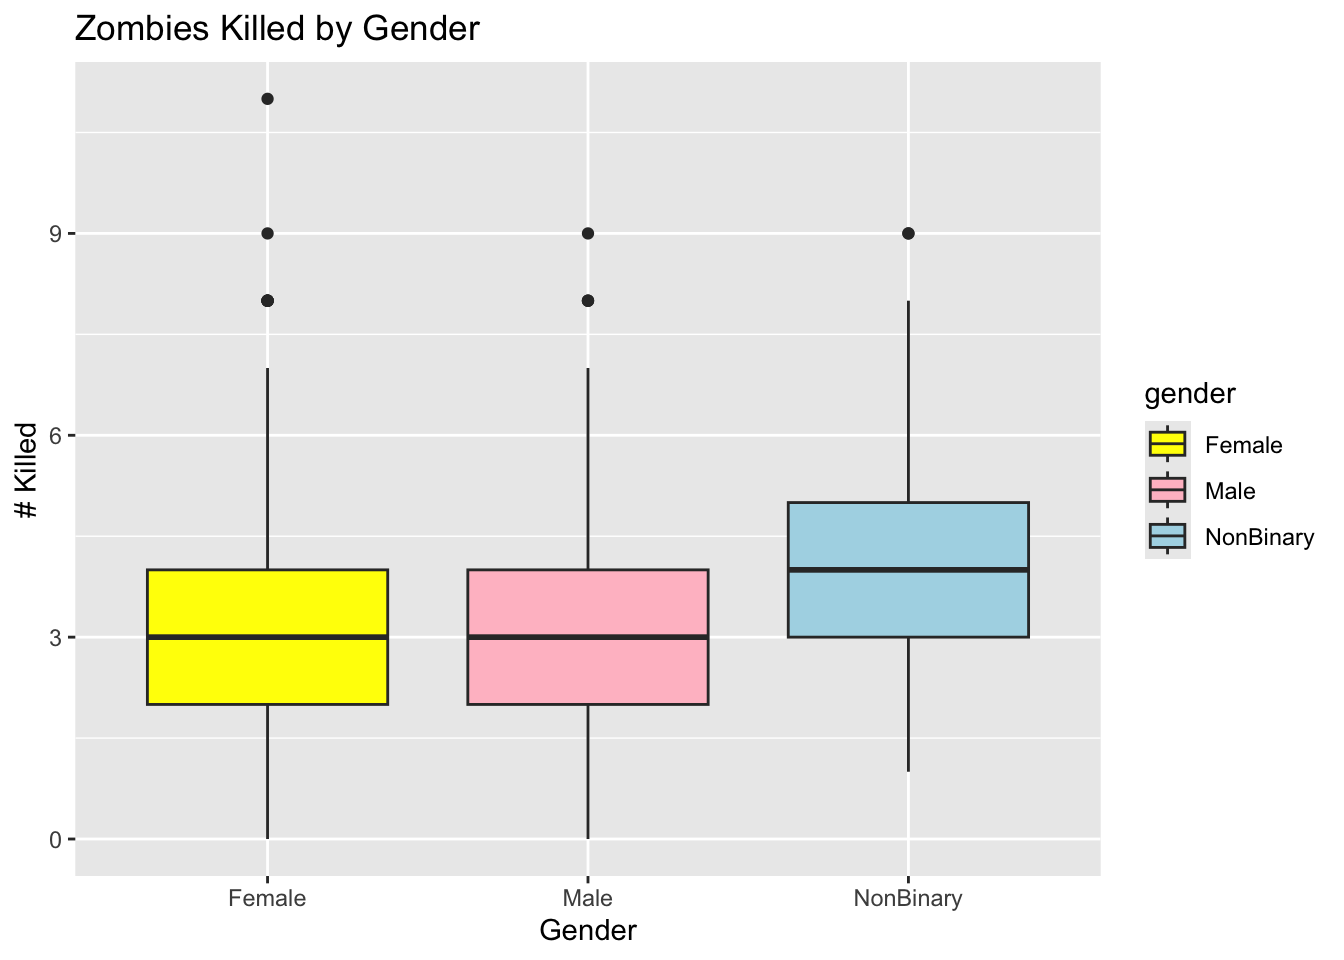 Zombies Killed by Gender
# Killed
9
6
3
0
Female Male NonBinary
Gender
gender
Female
Male
NonBinary